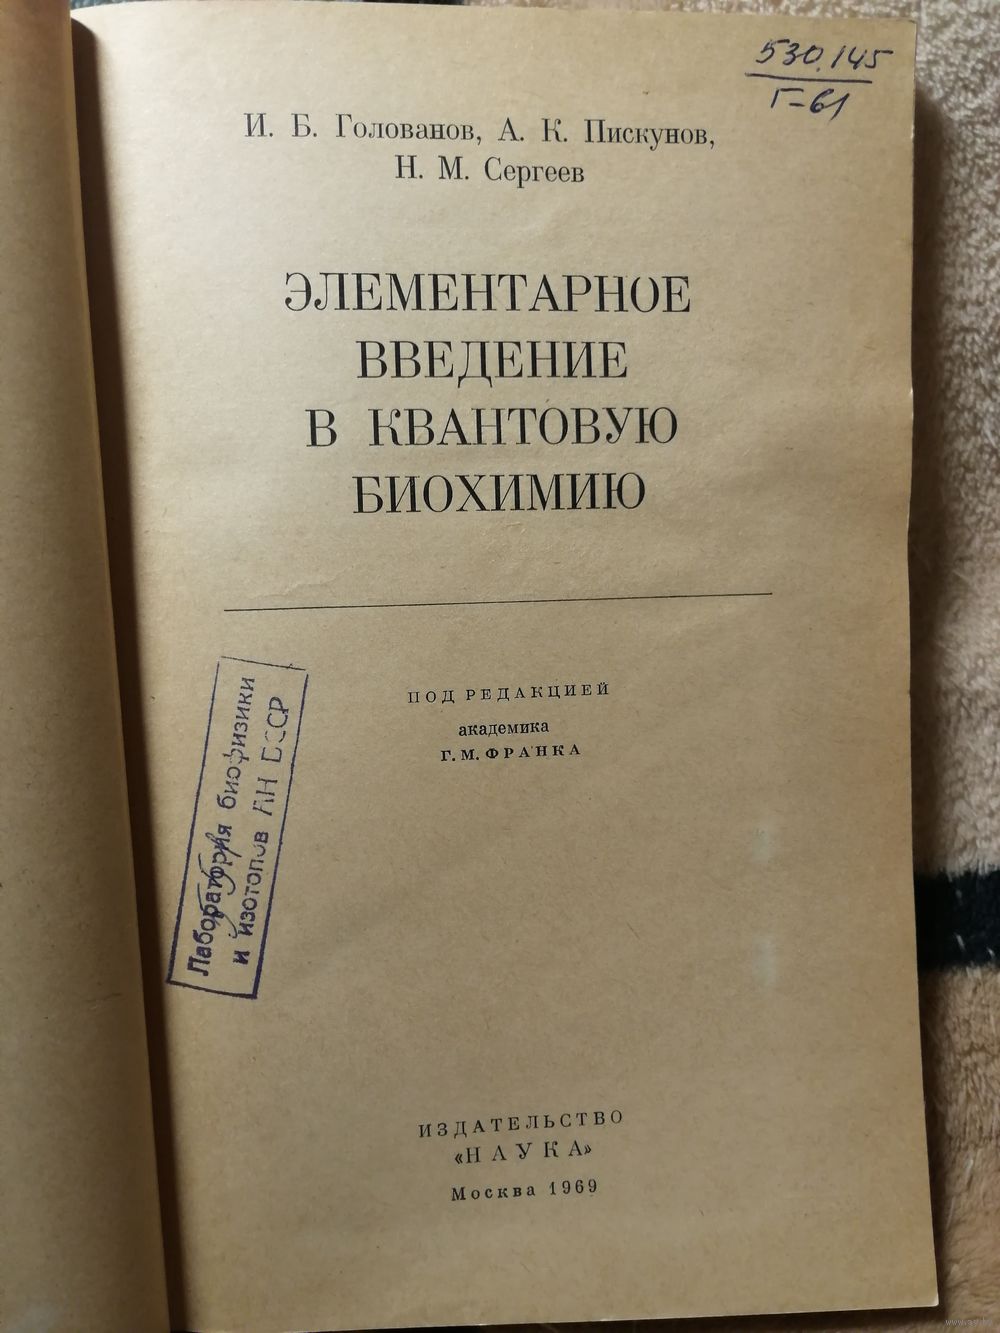 530.145
Г-61
И. Б. Голованов, А. К. Пискунов,
Н. М. Сергеев
ЭЛЕМЕНТАРНОЕ
ВВЕДЕНИЕ
В КВАНТОВУЮ
БИОХИМИЮ
ПОД РЕДАКЦИЕЙ
академика
Г. М. ФРАНКА
Лаборатория биофизики
и изотопов АН БССР
ИЗДАТЕЛЬСТВО
«НАУКА»
Москва 1969